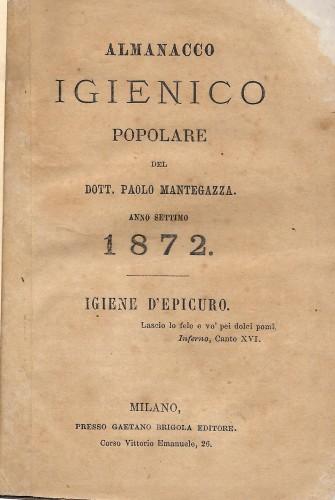 ALMANACCO
IGIENICO
POPOLARE
DEL
DOTT. PAOLO MANTEGAZZA.
ANNO SETTIMO
1872.
IGIENE D'EPICURO.
Lascio lo fele e vo' pei dolci pomi.
Inferno, Canto XVI.
MILANO,
PRESSO GAETANO BRIGOLA EDITORE.
Corso Vittorio Emanuele, 26.